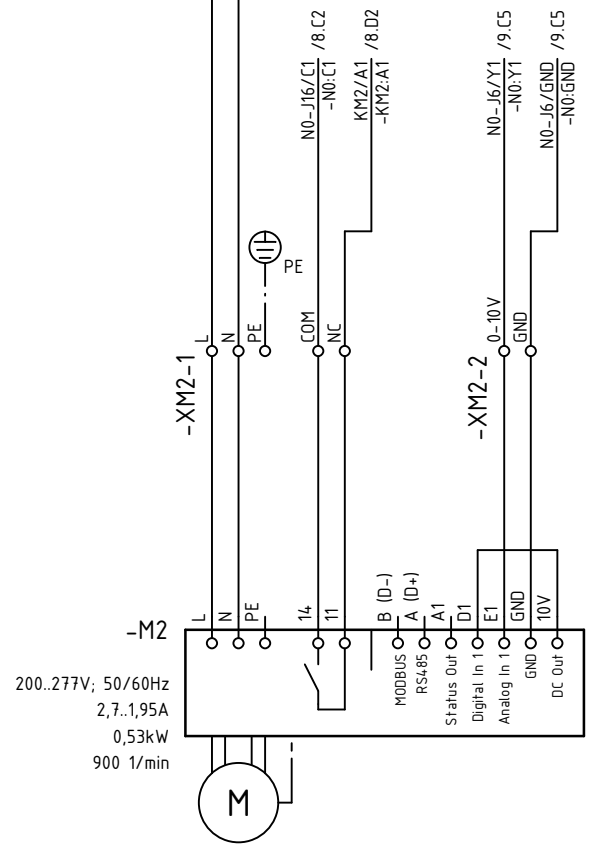 N0-J16/C1 /8.C2
-N0:C1
KM2/A1 /8.D2
-KM2:A1
N0-J6/Y1 /9.C5
-N0:Y1
N0-J6/GND /9.C5
-N0:GND
PE
-XM2-1
L
N
PE
COM
NC
-XM2-2
0-10V
GND
-M2
L
N
PE
14
11
B (D-)
A (D+)
A1
D1
E1
GND
10V
MODBUS
RS485
Status Out
Digital In 1
Analog In 1
GND
DC Out
200..277V; 50/60Hz
2,7..1,95A
0,53kW
900 1/min
M